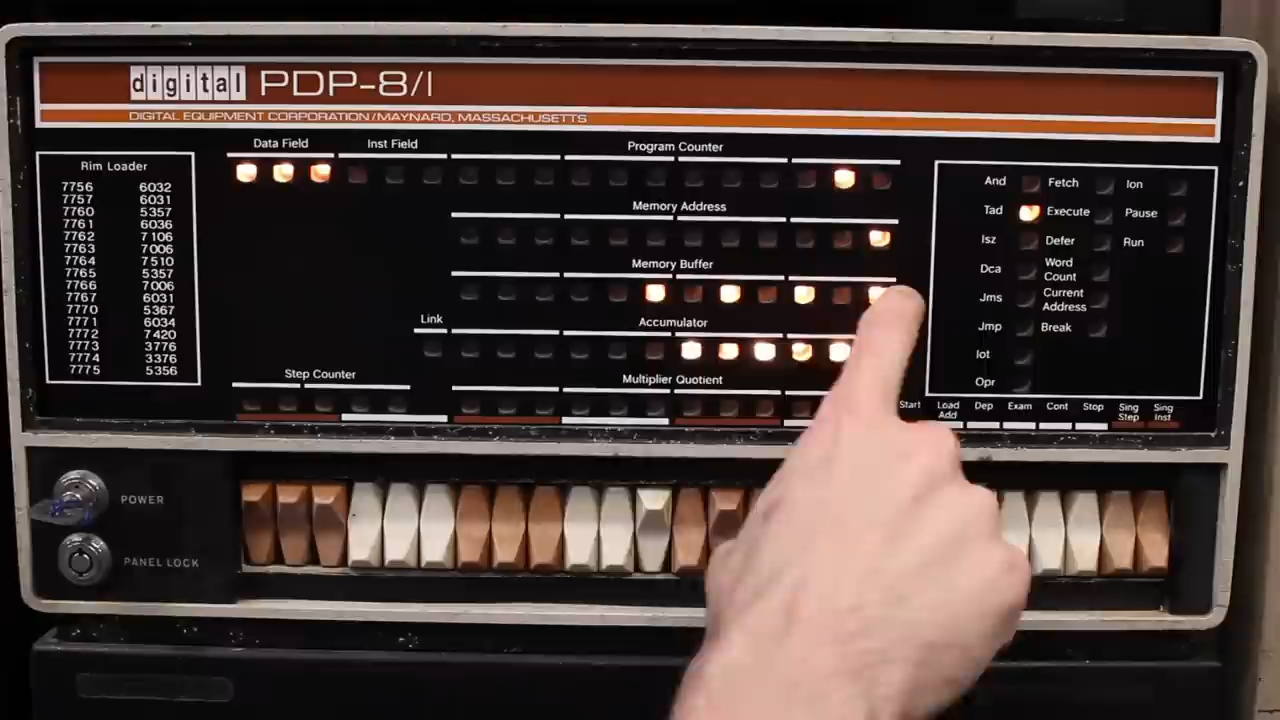 digital PDP-8/I
DIGITAL EQUIPMENT CORPORATION/MAYNARD, MASSACHUSETTS
Data Field Inst Field Program Counter
Rim Loader
7756 6032
7757 6031
7760 5357
7761 6036
7762 7106
7763 7006
7764 7510
7765 5357
7766 7006
7767 6031
7770 5367
7771 6034
7772 7420
7773 3776
7774 3376
7775 5356
Memory Address
Memory Buffer
Link Accumulator
Step Counter Multiplier Quotient
And Fetch Ion
Tad Execute Pause
Isz Defer Run
Dca Word Count
Jms Current Address
Jmp Break
Iot
Opr
Start Load Add Dep Exam Cont Stop Sing Step Sing Inst
POWER
PANEL LOCK